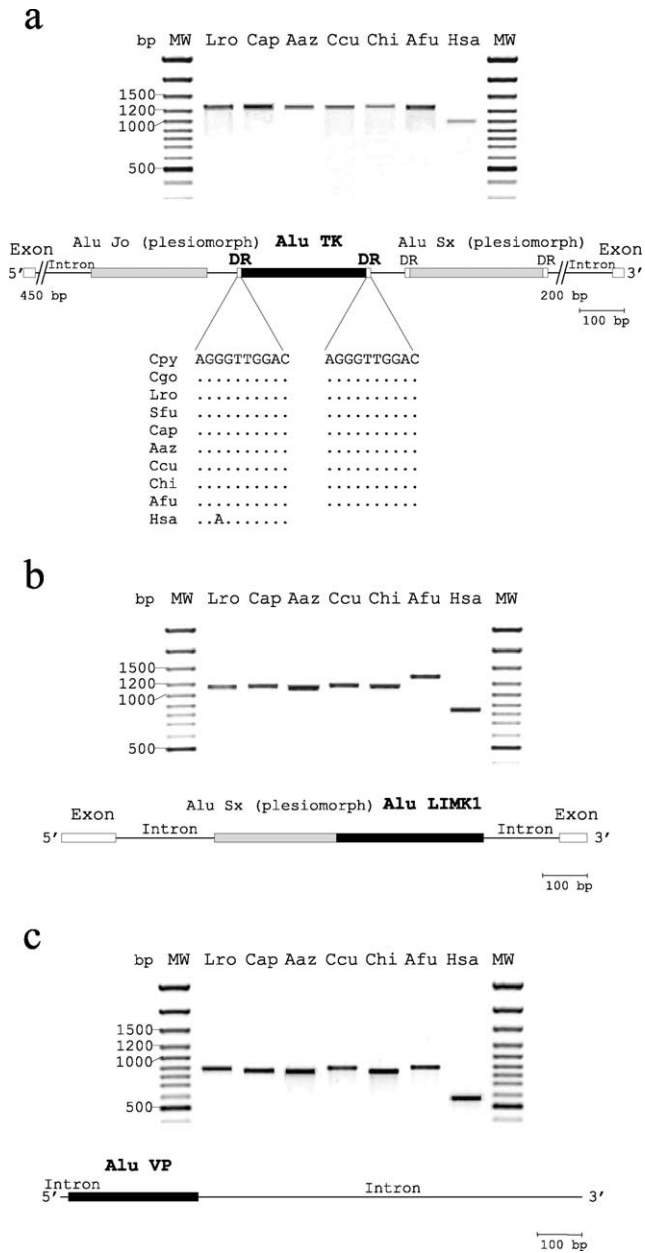 a
bp MW Lro Cap Aaz Ccu Chi Afu Hsa MW
1500
1200
1000
500
Alu Jo (plesiomorph) Alu TK Alu Sx (plesiomorph)
Exon Exon
5' Intron DR DR DR DR Intron 3'
450 bp 200 bp
100 bp
Cpy AGGGTTGGAC AGGGTTGGAC
Cgo .......... ..........
Lro .......... ..........
Sfu .......... ..........
Cap .......... ..........
Aaz .......... ..........
Ccu .......... ..........
Chi .......... ..........
Afu .......... ..........
Hsa ..A.......
b
bp MW Lro Cap Aaz Ccu Chi Afu Hsa MW
1500
1200
1000
500
Alu Sx (plesiomorph) Alu LIMK1
Exon Exon
5' Intron Intron 3'
100 bp
c
bp MW Lro Cap Aaz Ccu Chi Afu Hsa MW
1500
1200
1000
500
Alu VP
Intron Intron
5' 3'
100 bp